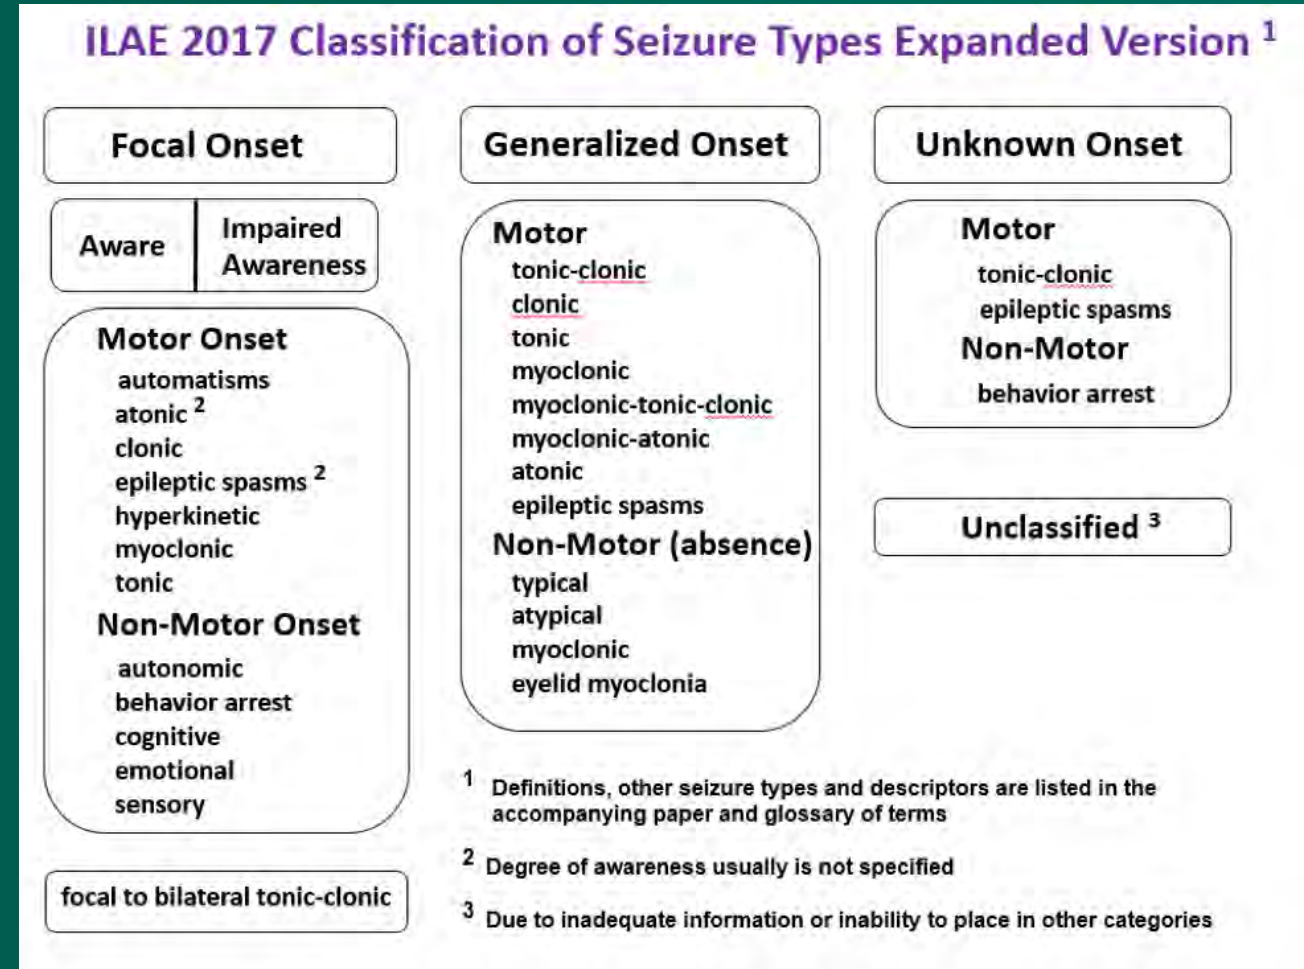 ILAE 2017 Classification of Seizure Types Expanded Version ¹
Focal Onset
Aware
Impaired
Awareness
Motor Onset
automatisms
atonic ²
clonic
epileptic spasms ²
hyperkinetic
myoclonic
tonic
Non-Motor Onset
autonomic
behavior arrest
cognitive
emotional
sensory
focal to bilateral tonic-clonic
Generalized Onset
Motor
tonic-clonic
clonic
tonic
myoclonic
myoclonic-tonic-clonic
myoclonic-atonic
atonic
epileptic spasms
Non-Motor (absence)
typical
atypical
myoclonic
eyelid myoclonia
Unknown Onset
Motor
tonic-clonic
epileptic spasms
Non-Motor
behavior arrest
Unclassified ³
¹ Definitions, other seizure types and descriptors are listed in the
accompanying paper and glossary of terms
² Degree of awareness usually is not specified
³ Due to inadequate information or inability to place in other categories